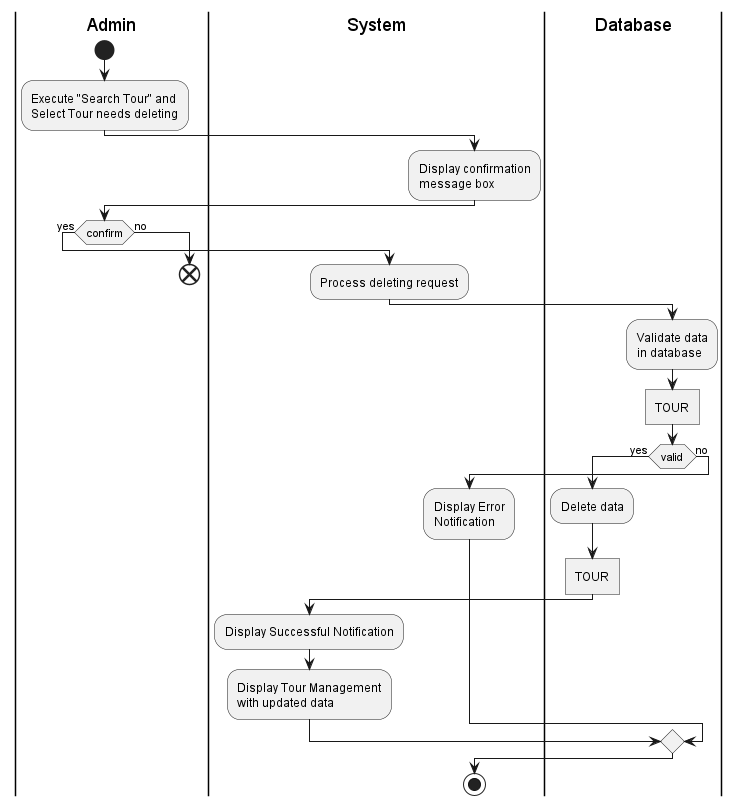 Admin
System
Database
Execute "Search Tour" and
Select Tour needs deleting
Display confirmation
message box
yes
confirm
no
Process deleting request
Validate data
in database
TOUR
yes
valid
no
Display Error
Notification
Delete data
TOUR
Display Successful Notification
Display Tour Management
with updated data